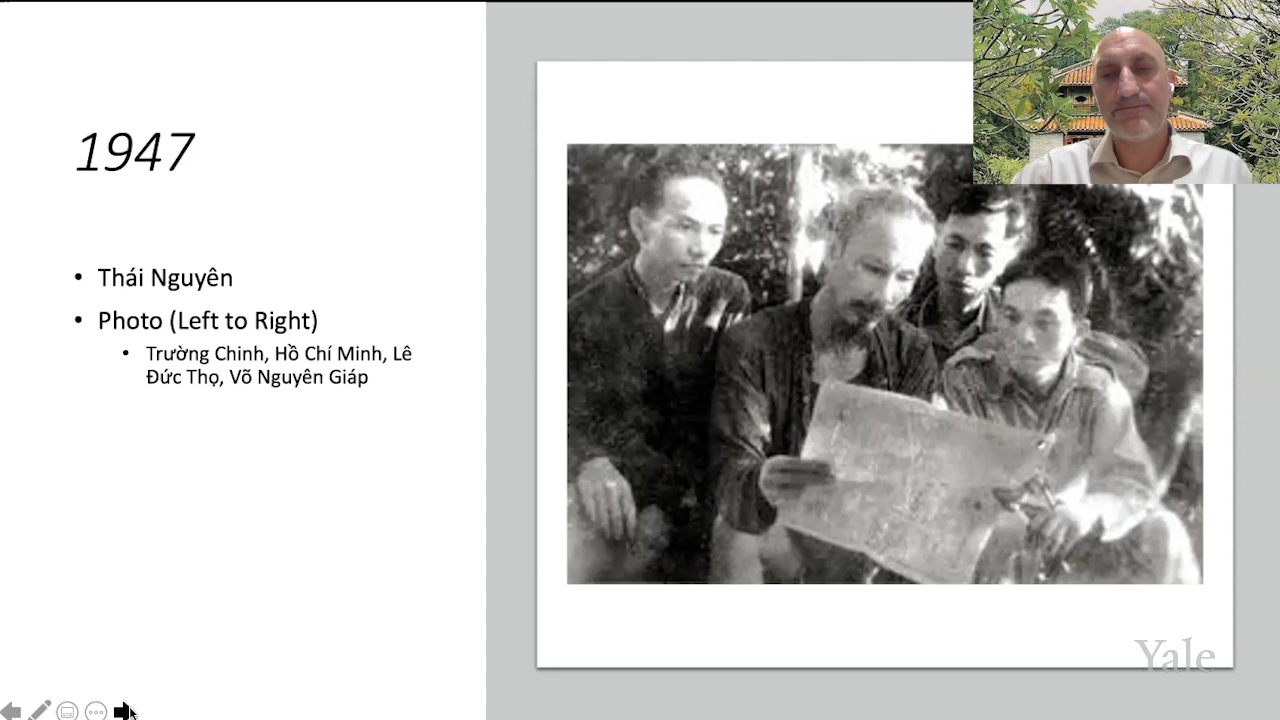 1947
• Thái Nguyên
• Photo (Left to Right)
• Trường Chinh, Hồ Chí Minh, Lê
Đức Thọ, Võ Nguyên Giáp
Yale